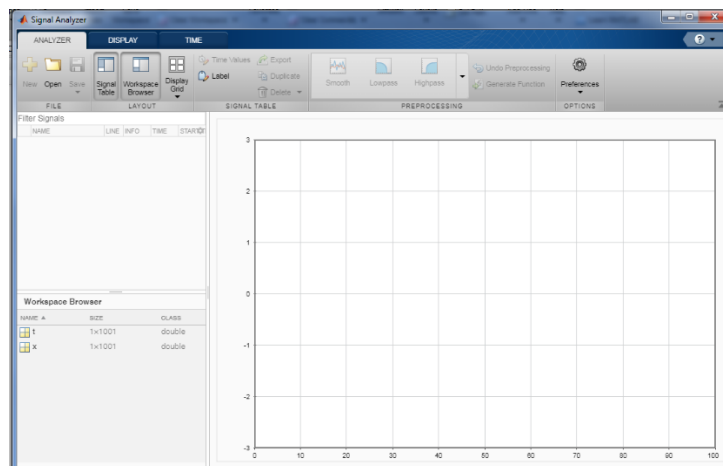 Signal Analyzer
ANALYZER DISPLAY TIME
New Open Save Signal Table Workspace Browser Display Grid
Time Values Export
Label Duplicate
Delete
Smooth Lowpass Highpass
Undo Preprocessing
Generate Function
Preferences
FILE LAYOUT SIGNAL TABLE PREPROCESSING OPTIONS
Filter Signals
NAME LINE INFO TIME
3
2
1
0
-1
-2
-3
0 10 20 30 40 50 60 70 80 90 100
Workspace Browser
NAME SIZE CLASS
t 1×1001 double
x 1×1001 double